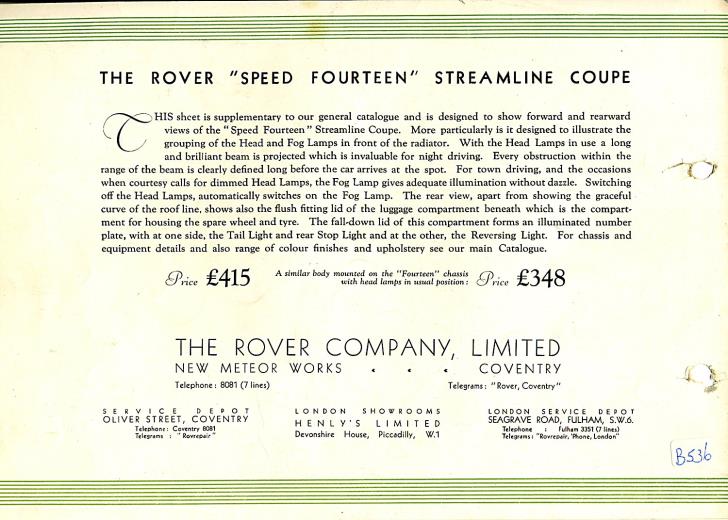 THE ROVER "SPEED FOURTEEN" STREAMLINE COUPE
THIS sheet is supplementary to our general catalogue and is designed to show forward and rearward
views of the "Speed Fourteen" Streamline Coupe. More particularly is it designed to illustrate the
grouping of the Head and Fog Lamps in front of the radiator. With the Head Lamps in use a long
and brilliant beam is projected which is invaluable for night driving. Every obstruction within the
range of the beam is clearly defined long before the car arrives at the spot. For town driving, and the occasions
when courtesy calls for dimmed Head Lamps, the Fog Lamp gives adequate illumination without dazzle. Switching
off the Head Lamps, automatically switches on the Fog Lamp. The rear view, apart from showing the graceful
curve of the roof line, shows also the flush fitting lid of the luggage compartment beneath which is the compart-
ment for housing the spare wheel and tyre. The fall-down lid of this compartment forms an illuminated number
plate, with at one side, the Tail Light and rear Stop Light and at the other, the Reversing Light. For chassis and
equipment details and also range of colour finishes and upholstery see our main Catalogue.
Price £415 A similar body mounted on the "Fourteen" chassis
with head lamps in usual position: Price £348
THE ROVER COMPANY, LIMITED
NEW METEOR WORKS . . . COVENTRY
Telephone: 8081 (7 lines) Telegrams: "Rover, Coventry"
SERVICE DEPOT
OLIVER STREET, COVENTRY
Telephone: Coventry 8081
Telegrams : "Rovrepair"
LONDON SHOWROOMS
HENLY'S LIMITED
Devonshire House, Piccadilly, W.1
LONDON SERVICE DEPOT
SEAGRAVE ROAD, FULHAM, S.W.6.
Telephone : Fulham 3351 (7 lines)
Telegrams: "Rovrepair, 'Phone, London"
B536